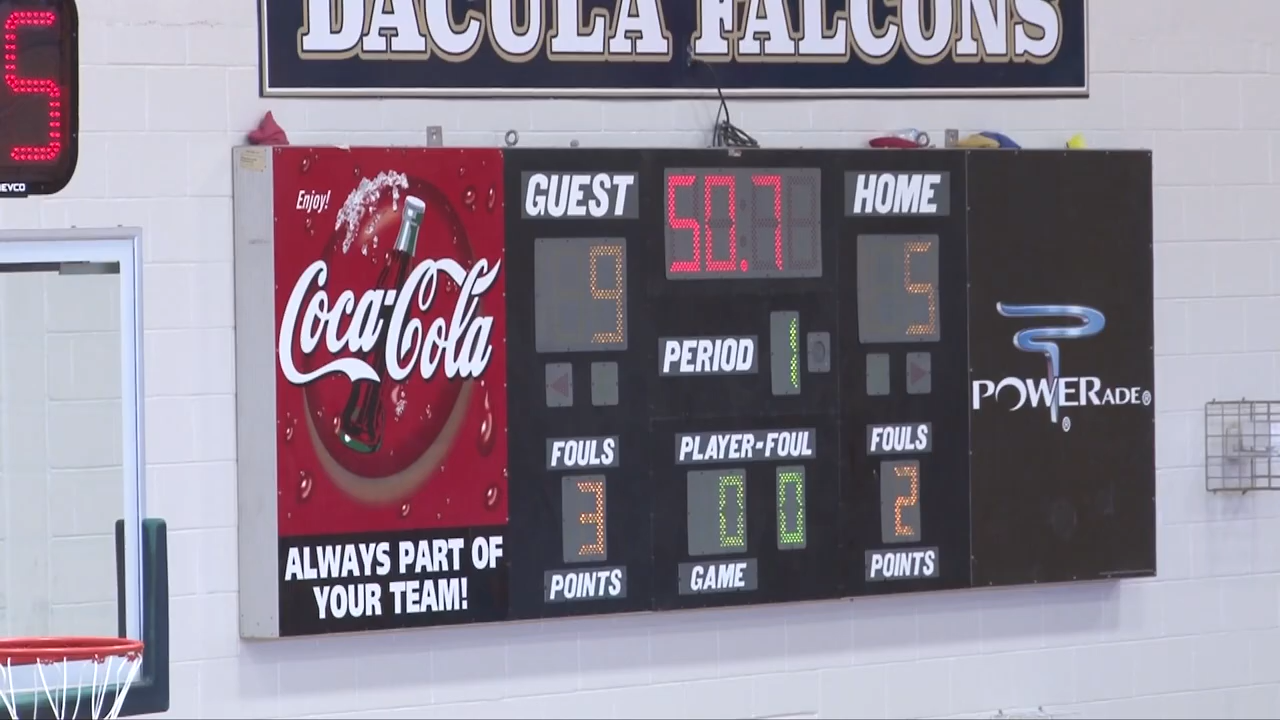 DACULA FALCONS
5
Enjoy!
Coca-Cola
ALWAYS PART OF
YOUR TEAM!
GUEST
9
50.7
HOME
5
PERIOD
1
FOULS
3
POINTS
PLAYER-FOUL
0 0
GAME
FOULS
2
POINTS
POWERADE®
®